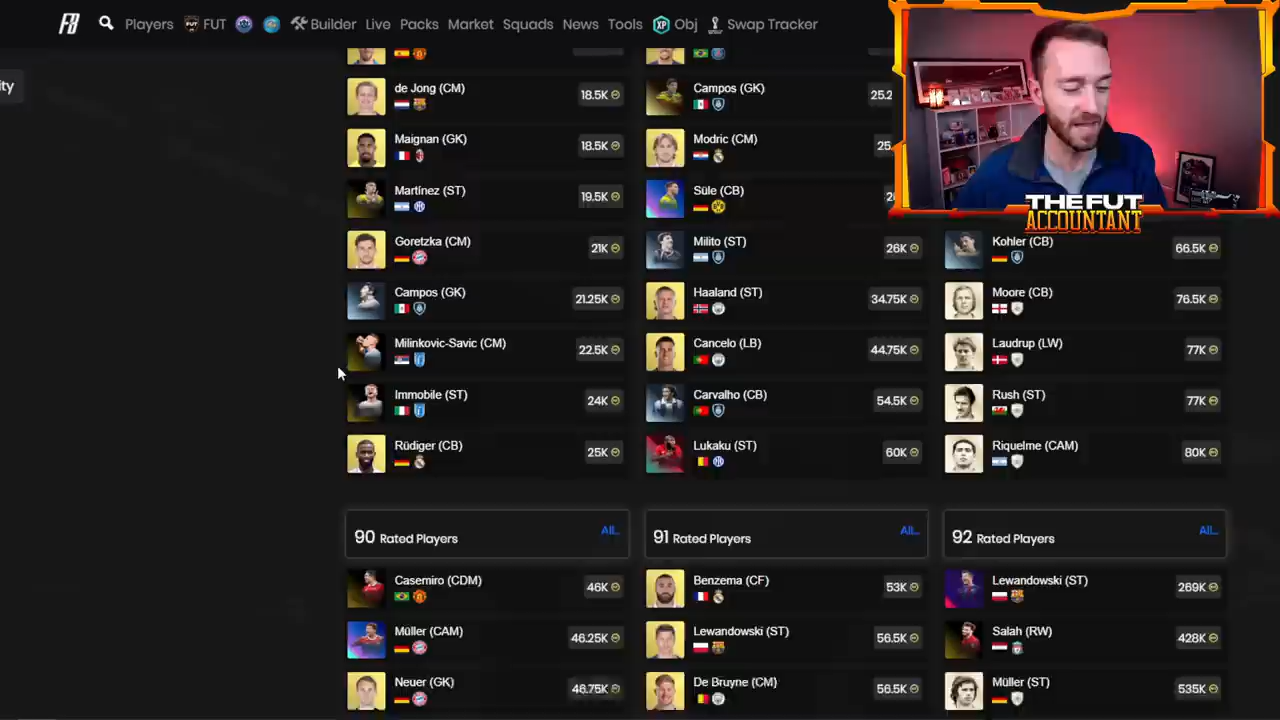 Players FUT Builder Live Packs Market Squads News Tools XP Obj Swap Tracker
ity
THE FUT
ACCOUNTANT
de Jong (CM) 18.5K
Maignan (GK) 18.5K
Martínez (ST) 19.5K
Goretzka (CM) 21K
Campos (GK) 21.25K
Milinkovic-Savic (CM) 22.5K
Immobile (ST) 24K
Rüdiger (CB) 25K
Campos (GK) 25.2
Modric (CM) 25
Süle (CB)
Milito (ST) 26K
Haaland (ST) 34.75K
Cancelo (LB) 44.75K
Carvalho (CB) 54.5K
Lukaku (ST) 60K
Kohler (CB) 66.5K
Moore (CB) 76.5K
Laudrup (LW) 77K
Rush (ST) 77K
Riquelme (CAM) 80K
90 Rated Players All..
Casemiro (CDM) 46K
Müller (CAM) 46.25K
Neuer (GK) 46.75K
91 Rated Players All..
Benzema (CF) 53K
Lewandowski (ST) 56.5K
De Bruyne (CM) 56.5K
92 Rated Players All..
Lewandowski (ST) 269K
Salah (RW) 428K
Müller (ST) 535K